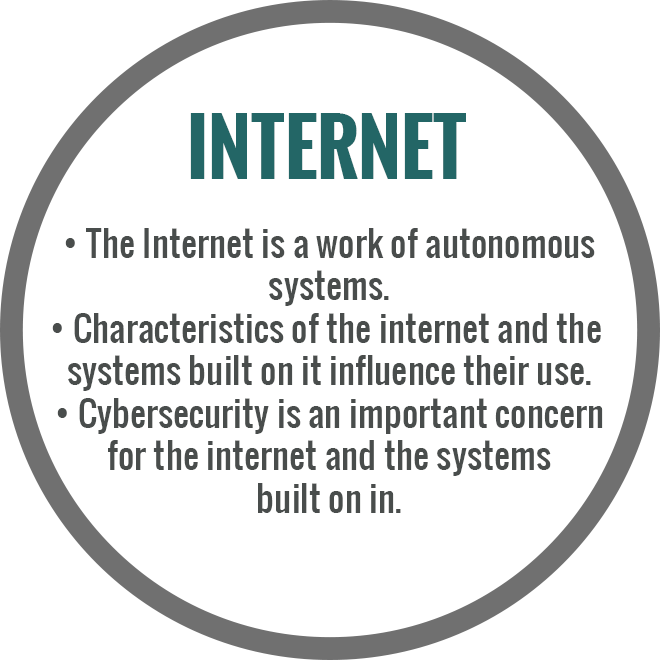 INTERNET
• The Internet is a work of autonomous
systems.
• Characteristics of the internet and the
systems built on it influence their use.
• Cybersecurity is an important concern
for the internet and the systems
built on in.